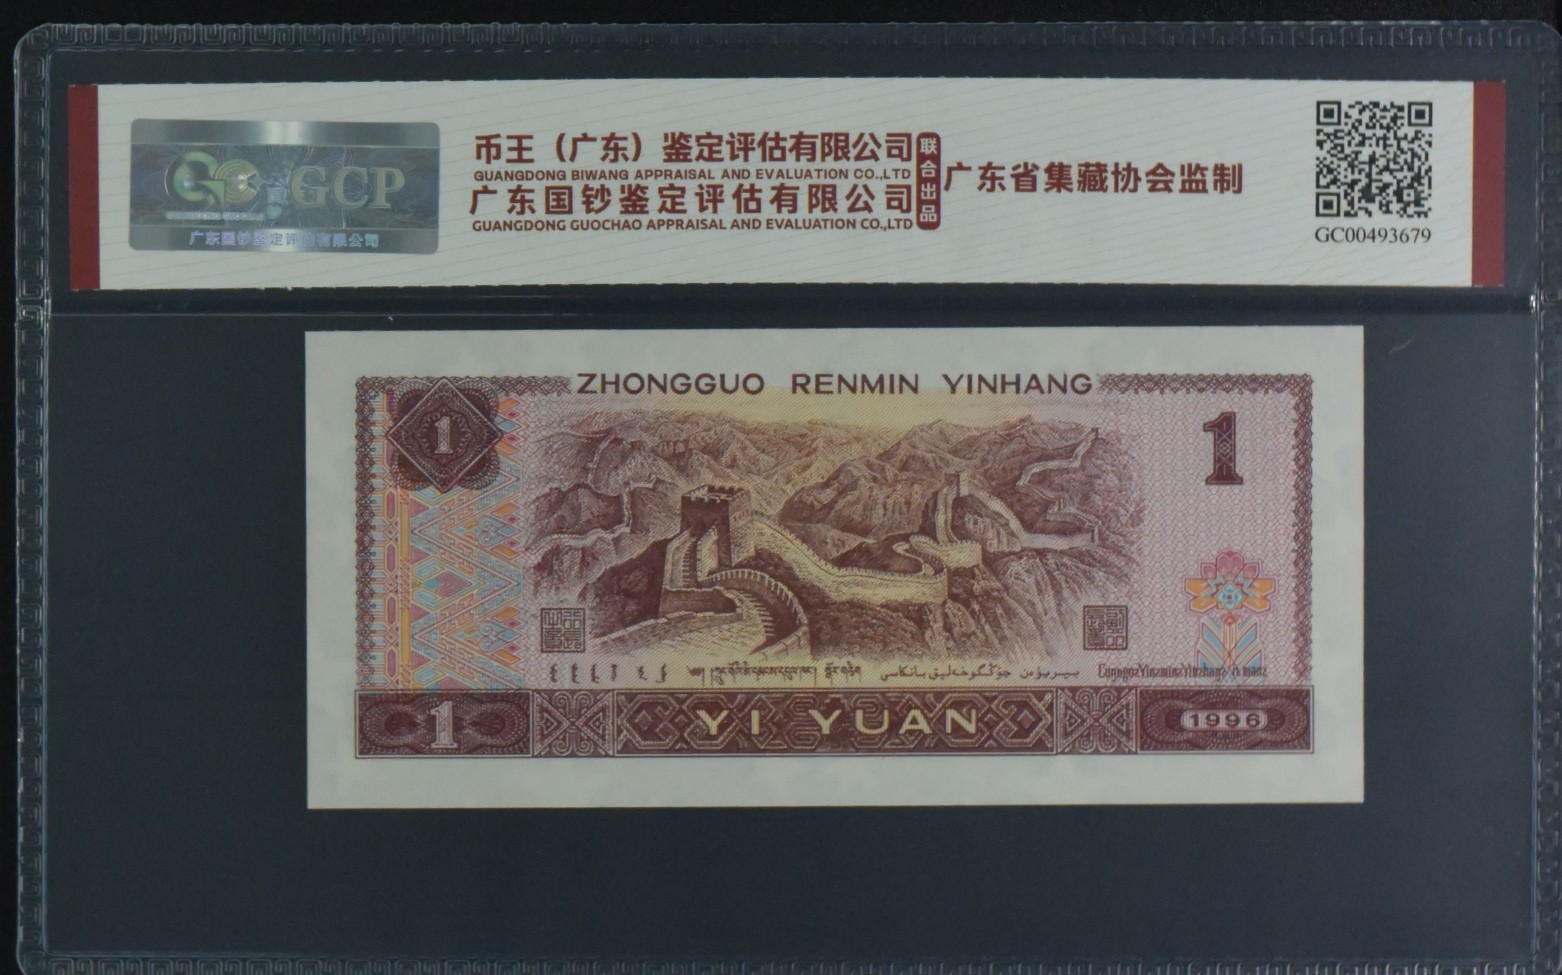 GCP
广东国钞鉴定评估有限公司
币王（广东）鉴定评估有限公司
GUANGDONG BIWANG APPRAISAL AND EVALUATION CO.,LTD
广东国钞鉴定评估有限公司
GUANGDONG GUOCHAO APPRAISAL AND EVALUATION CO.,LTD
联合出品
广东省集藏协会监制
GC00493679
ZHONGGUO RENMIN YINHANG
1
1
1
YI YUAN
1996